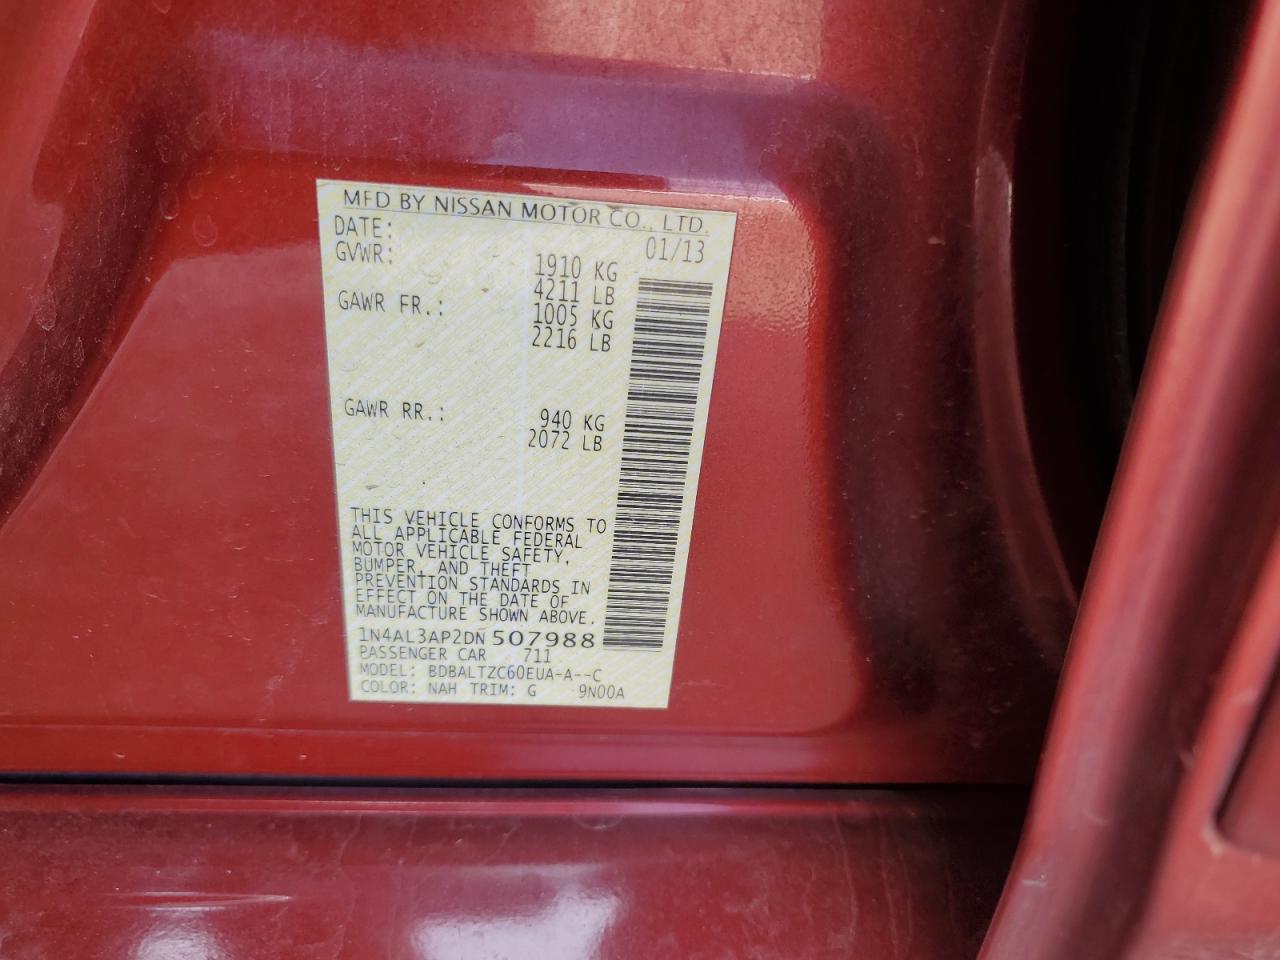 MFD BY NISSAN MOTOR CO., LTD.
DATE: 01/13
GVWR: 1910 KG
4211 LB
GAWR FR.: 1005 KG
2216 LB
GAWR RR.: 940 KG
2072 LB
THIS VEHICLE CONFORMS TO
ALL APPLICABLE FEDERAL
MOTOR VEHICLE SAFETY,
BUMPER, AND THEFT
PREVENTION STANDARDS IN
EFFECT ON THE DATE OF
MANUFACTURE SHOWN ABOVE.
1N4AL3AP2DN507988
PASSENGER CAR 711
MODEL: BDBALTZC60EUA-A--C
COLOR: NAH TRIM: G 9N00A